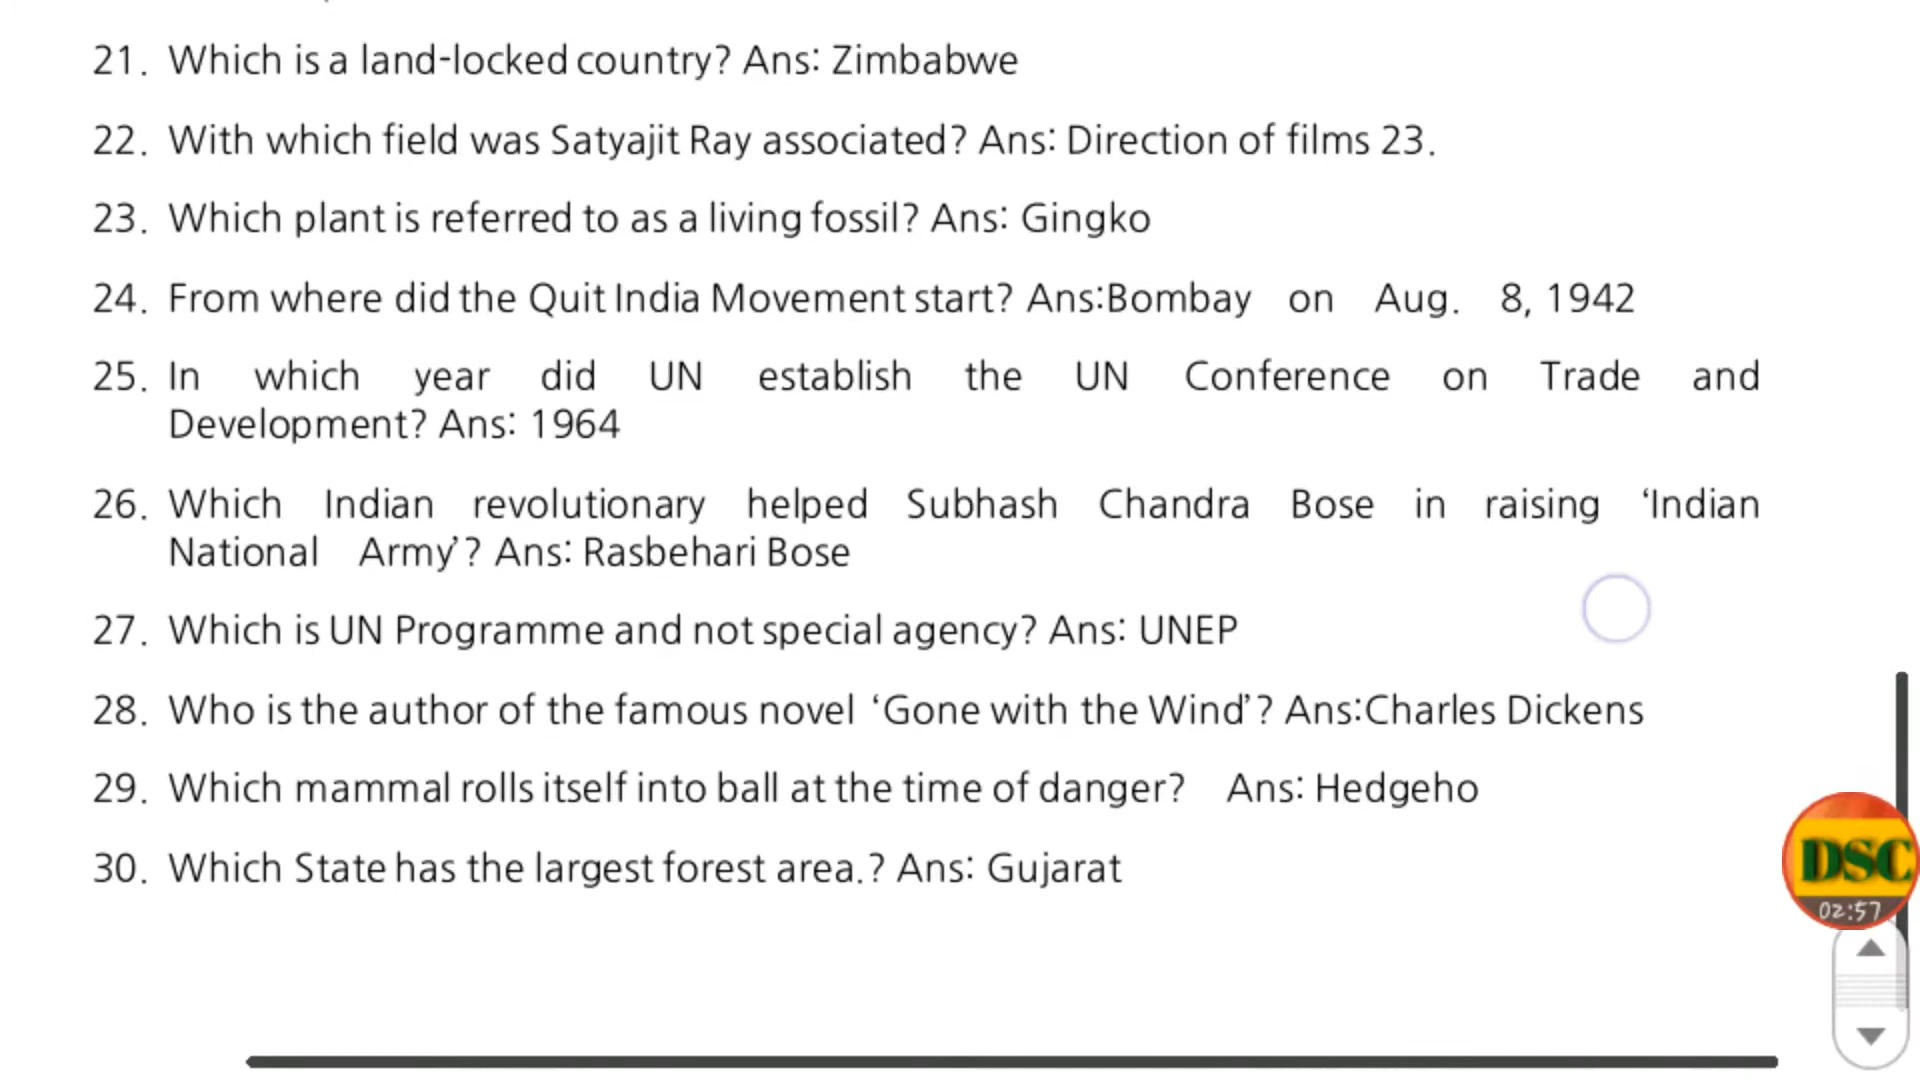 21. Which is a land-locked country? Ans: Zimbabwe
22. With which field was Satyajit Ray associated? Ans: Direction of films 23.
23. Which plant is referred to as a living fossil? Ans: Gingko
24. From where did the Quit India Movement start? Ans:Bombay on Aug. 8, 1942
25. In which year did UN establish the UN Conference on Trade and
Development? Ans: 1964
26. Which Indian revolutionary helped Subhash Chandra Bose in raising ‘Indian
National Army’? Ans: Rasbehari Bose
27. Which is UN Programme and not special agency? Ans: UNEP
28. Who is the author of the famous novel ‘Gone with the Wind’? Ans:Charles Dickens
29. Which mammal rolls itself into ball at the time of danger? Ans: Hedgeho
30. Which State has the largest forest area.? Ans: Gujarat
DSC
02:57